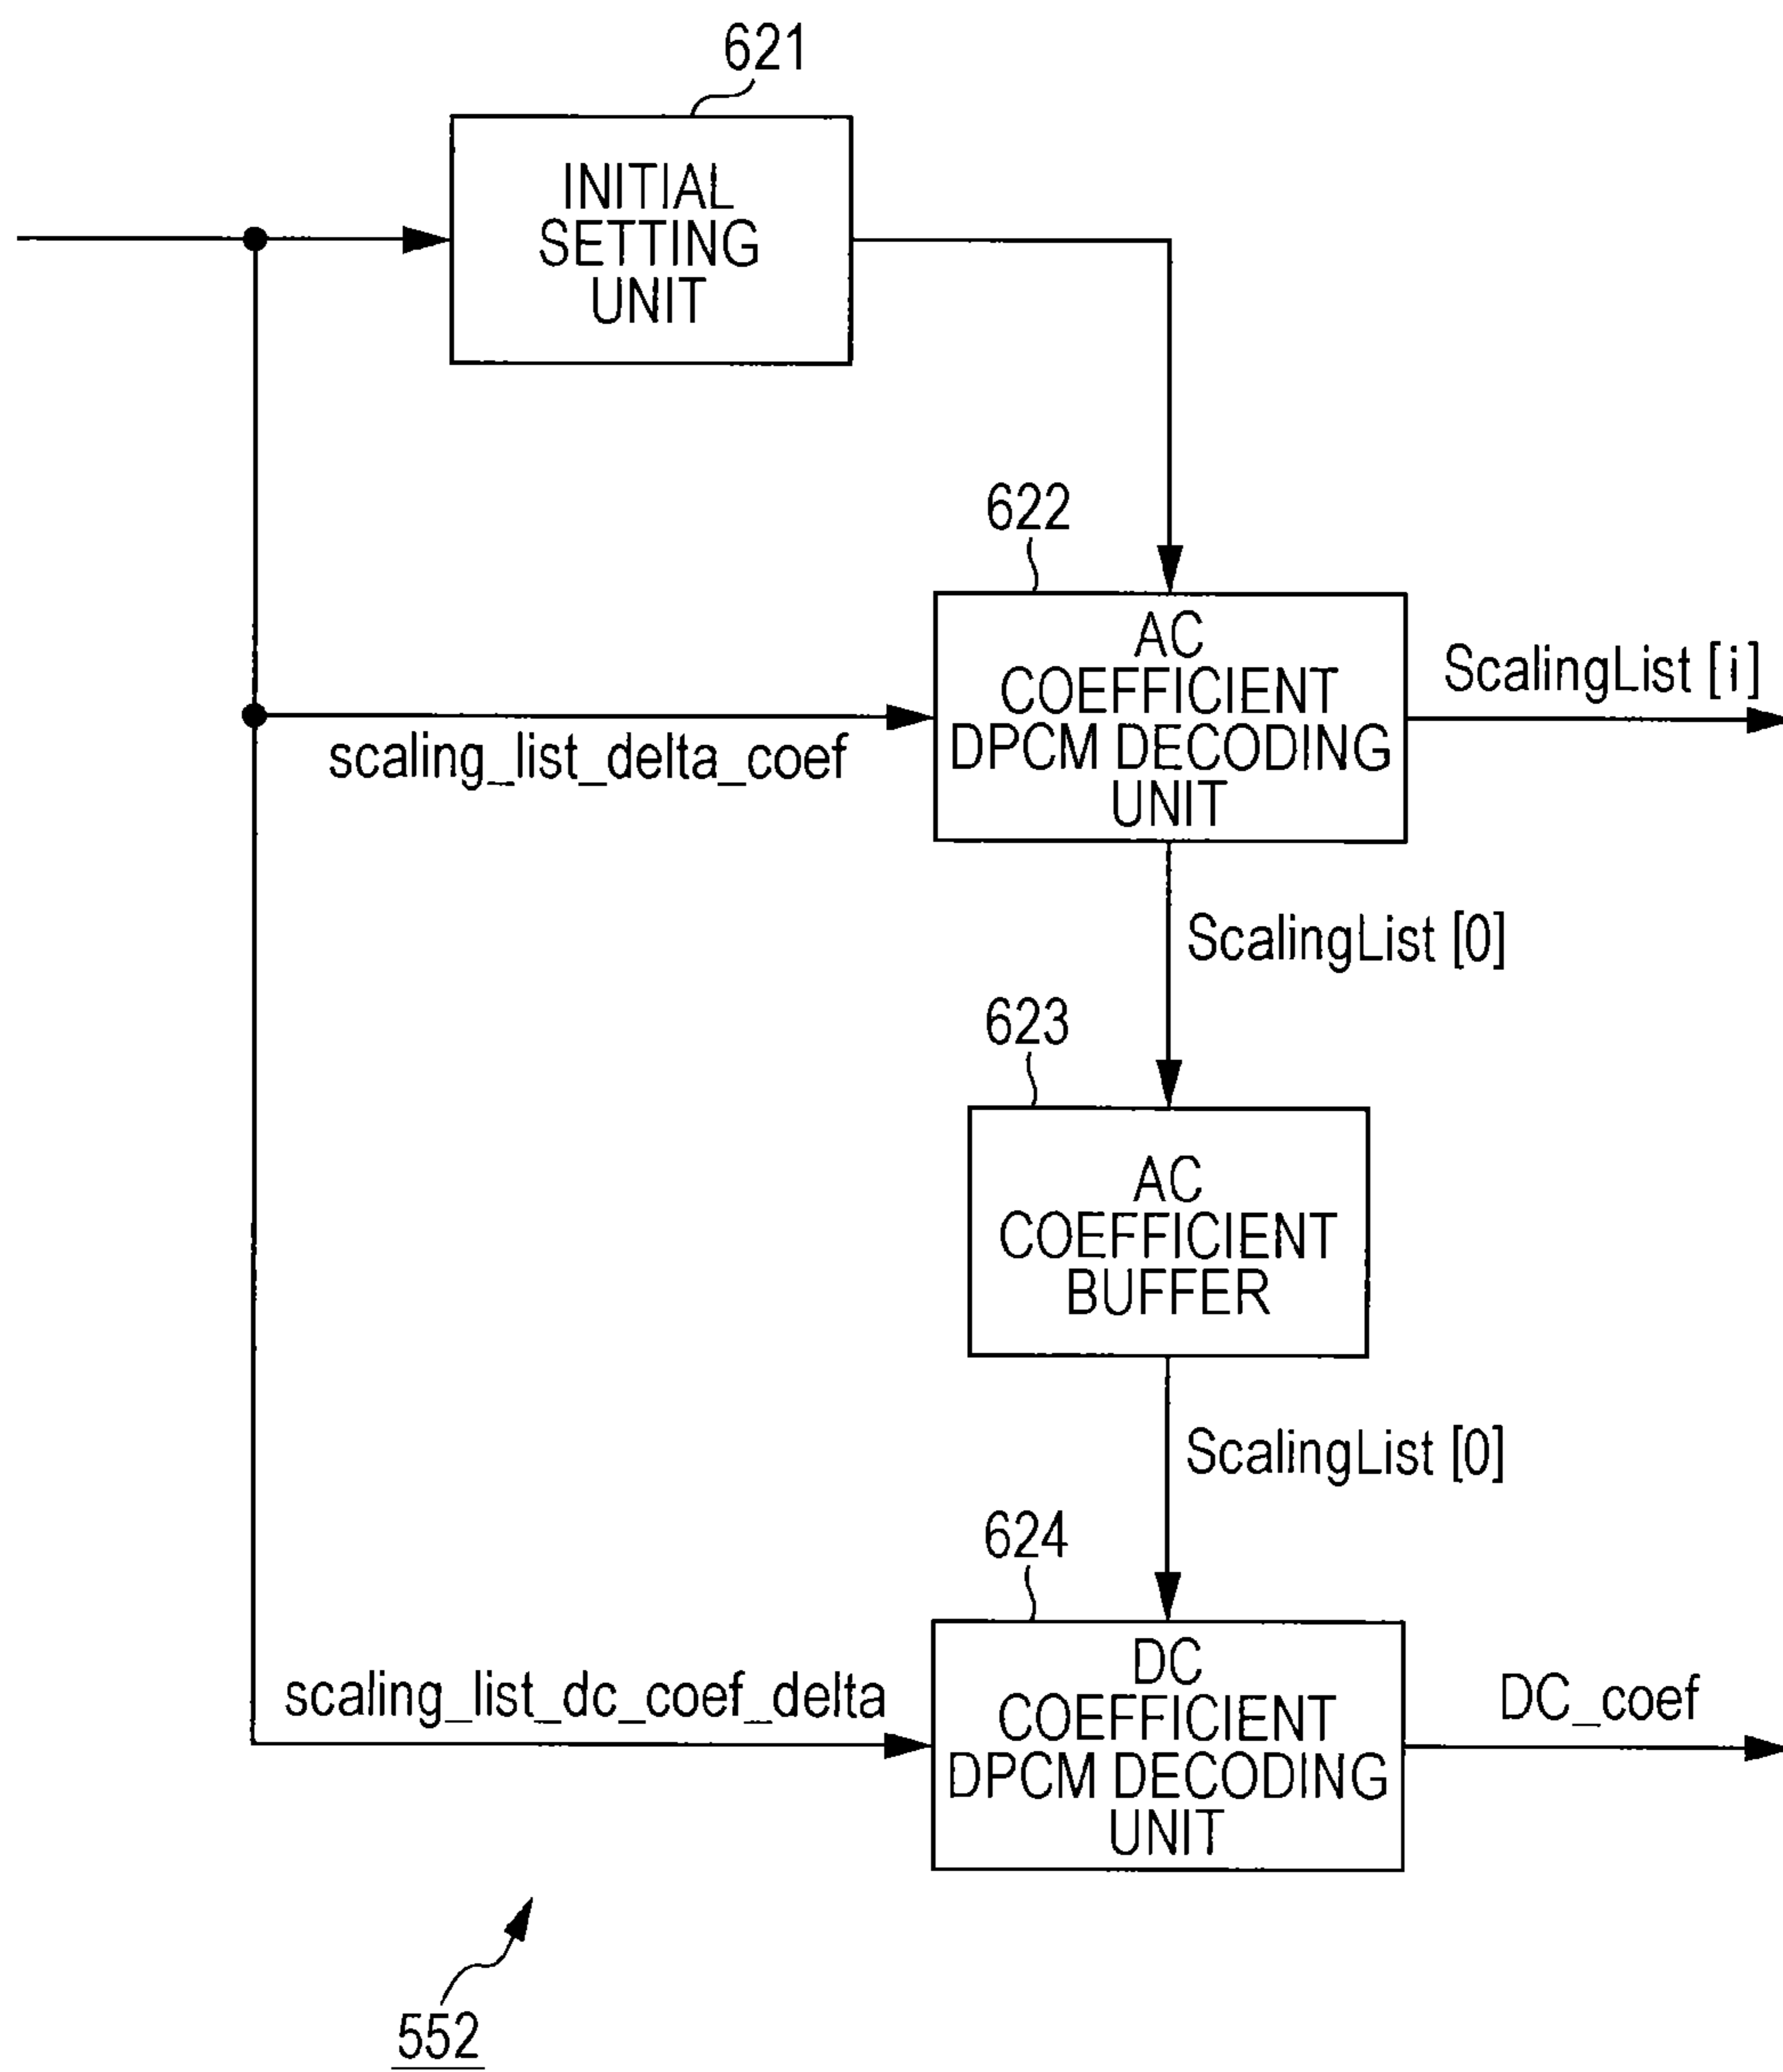 621
INITIAL
SETTING
UNIT
622
AC
COEFFICIENT
DPCM DECODING
UNIT
ScalingList [i]
scaling_list_delta_coef
ScalingList [0]
623
AC
COEFFICIENT
BUFFER
ScalingList [0]
624
DC
COEFFICIENT
DPCM DECODING
UNIT
scaling_list_dc_coef_delta
DC_coef
552